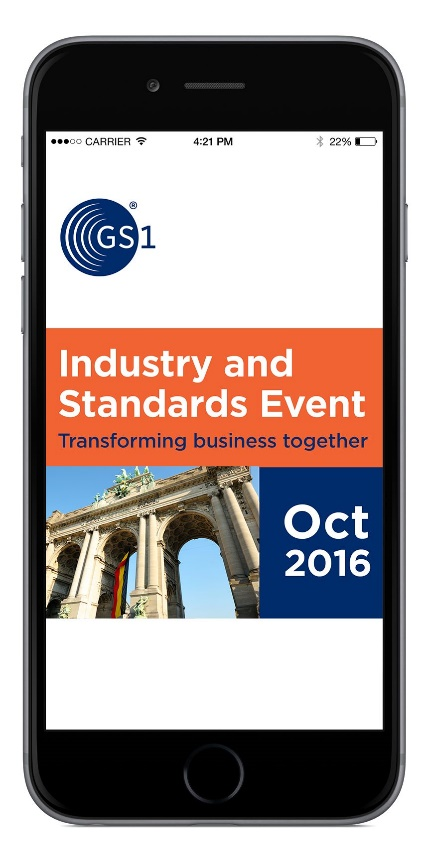 CARRIER 4:21 PM 22%
GS1®
Industry and
Standards Event
Transforming business together
Oct
2016